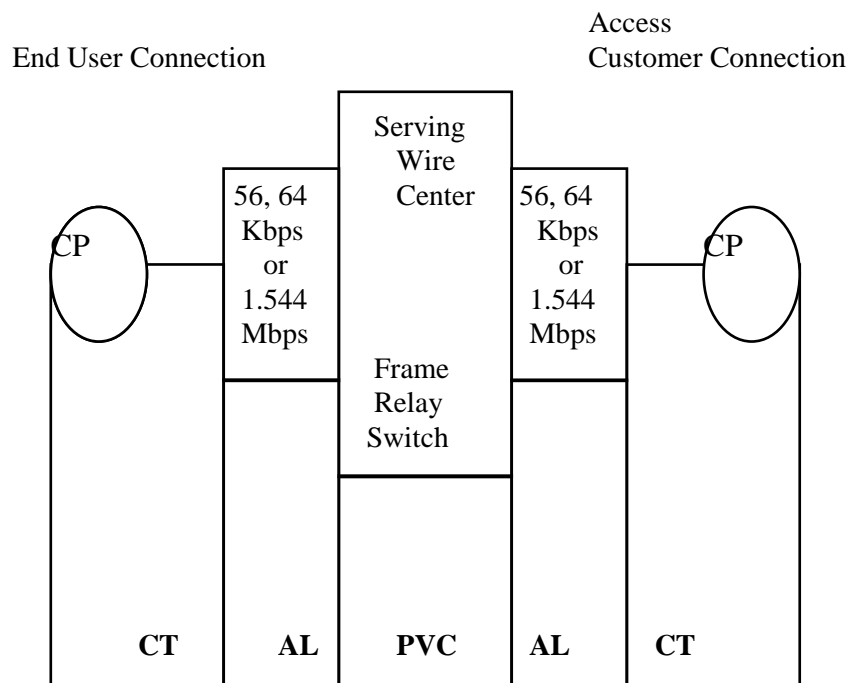 Access
End User Connection
Customer Connection
Serving
Wire
Center
56, 64
Kbps
or
1.544
Mbps
56, 64
Kbps
or
1.544
Mbps
CP
CP
Frame
Relay
Switch
CT
AL
PVC
AL
CT